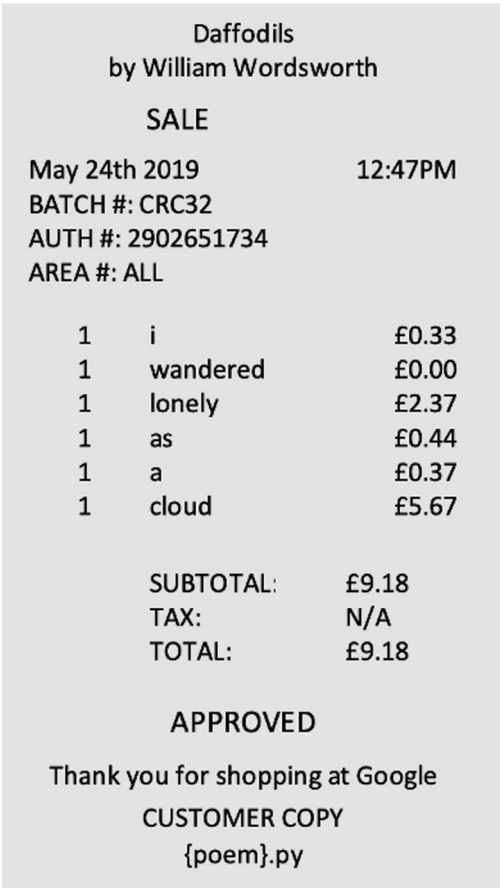 Daffodils
by William Wordsworth
SALE
May 24th 2019 12:47PM
BATCH #: CRC32
AUTH #: 2902651734
AREA #: ALL
1 i £0.33
1 wandered £0.00
1 lonely £2.37
1 as £0.44
1 a £0.37
1 cloud £5.67
SUBTOTAL: £9.18
TAX: N/A
TOTAL: £9.18
APPROVED
Thank you for shopping at Google
CUSTOMER COPY
{poem}.py